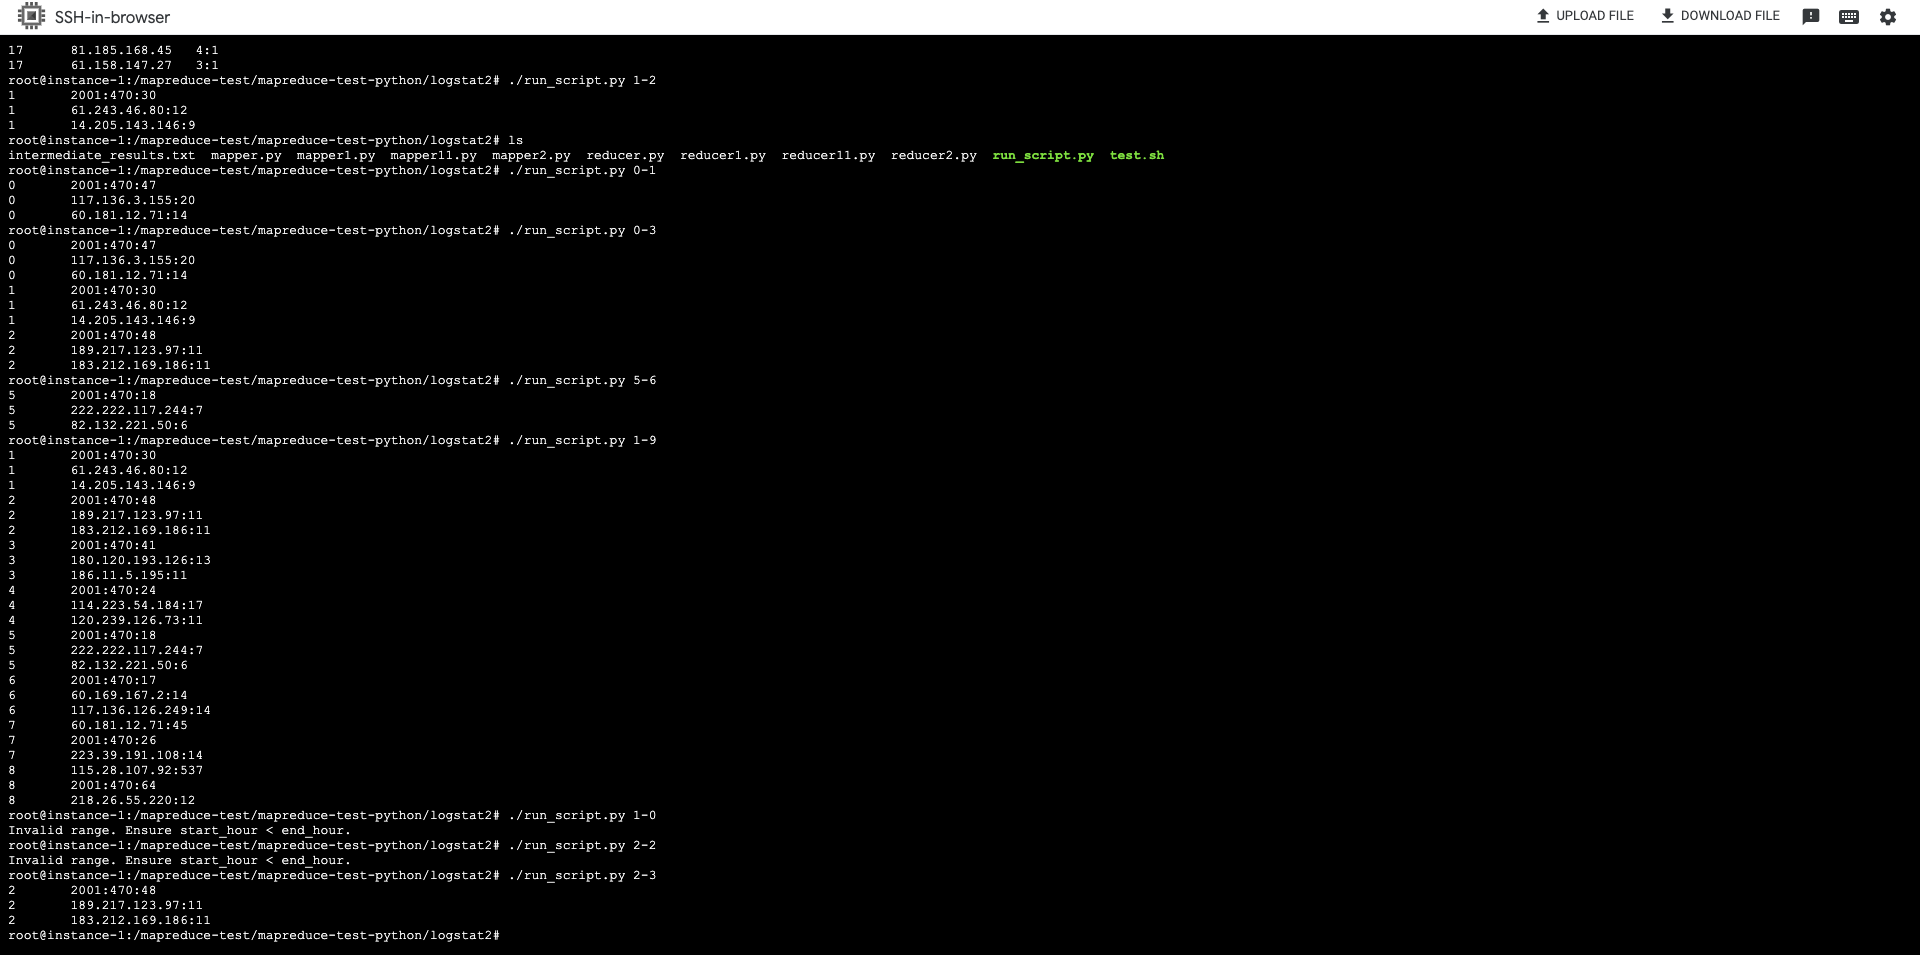 SSH-in-browser UPLOAD FILE DOWNLOAD FILE
17 81.185.168.45 4:1
17 61.158.147.27 3:1
root@instance-1:/mapreduce-test/mapreduce-test-python/logstat2# ./run_script.py 1-2
1 2001:470:30
1 61.243.46.80:12
1 14.205.143.146:9
root@instance-1:/mapreduce-test/mapreduce-test-python/logstat2# ls
intermediate_results.txt mapper.py mapper1.py mapper11.py mapper2.py reducer.py reducer1.py reducer11.py reducer2.py run_script.py test.sh
root@instance-1:/mapreduce-test/mapreduce-test-python/logstat2# ./run_script.py 0-1
0 2001:470:47
0 117.136.3.155:20
0 60.181.12.71:14
root@instance-1:/mapreduce-test/mapreduce-test-python/logstat2# ./run_script.py 0-3
0 2001:470:47
0 117.136.3.155:20
0 60.181.12.71:14
1 2001:470:30
1 61.243.46.80:12
1 14.205.143.146:9
2 2001:470:48
2 189.217.123.97:11
2 183.212.169.186:11
root@instance-1:/mapreduce-test/mapreduce-test-python/logstat2# ./run_script.py 5-6
5 2001:470:18
5 222.222.117.244:7
5 82.132.221.50:6
root@instance-1:/mapreduce-test/mapreduce-test-python/logstat2# ./run_script.py 1-9
1 2001:470:30
1 61.243.46.80:12
1 14.205.143.146:9
2 2001:470:48
2 189.217.123.97:11
2 183.212.169.186:11
3 2001:470:41
3 180.120.193.126:13
3 186.11.5.195:11
4 2001:470:24
4 114.223.54.184:17
4 120.239.126.73:11
5 2001:470:18
5 222.222.117.244:7
5 82.132.221.50:6
6 2001:470:17
6 60.169.167.2:14
6 117.136.126.249:14
7 60.181.12.71:45
7 2001:470:26
7 223.39.191.108:14
8 115.28.107.92:537
8 2001:470:64
8 218.26.55.220:12
root@instance-1:/mapreduce-test/mapreduce-test-python/logstat2# ./run_script.py 1-0
Invalid range. Ensure start_hour < end_hour.
root@instance-1:/mapreduce-test/mapreduce-test-python/logstat2# ./run_script.py 2-2
Invalid range. Ensure start_hour < end_hour.
root@instance-1:/mapreduce-test/mapreduce-test-python/logstat2# ./run_script.py 2-3
2 2001:470:48
2 189.217.123.97:11
2 183.212.169.186:11
root@instance-1:/mapreduce-test/mapreduce-test-python/logstat2#